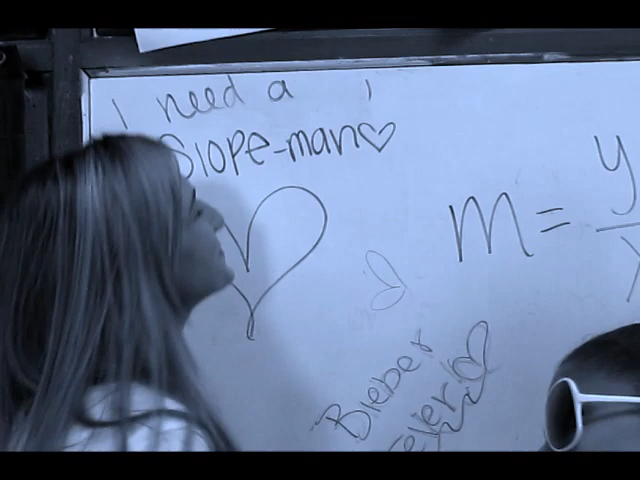 I need a
Slope-man♡
m = y
Bieber
fever